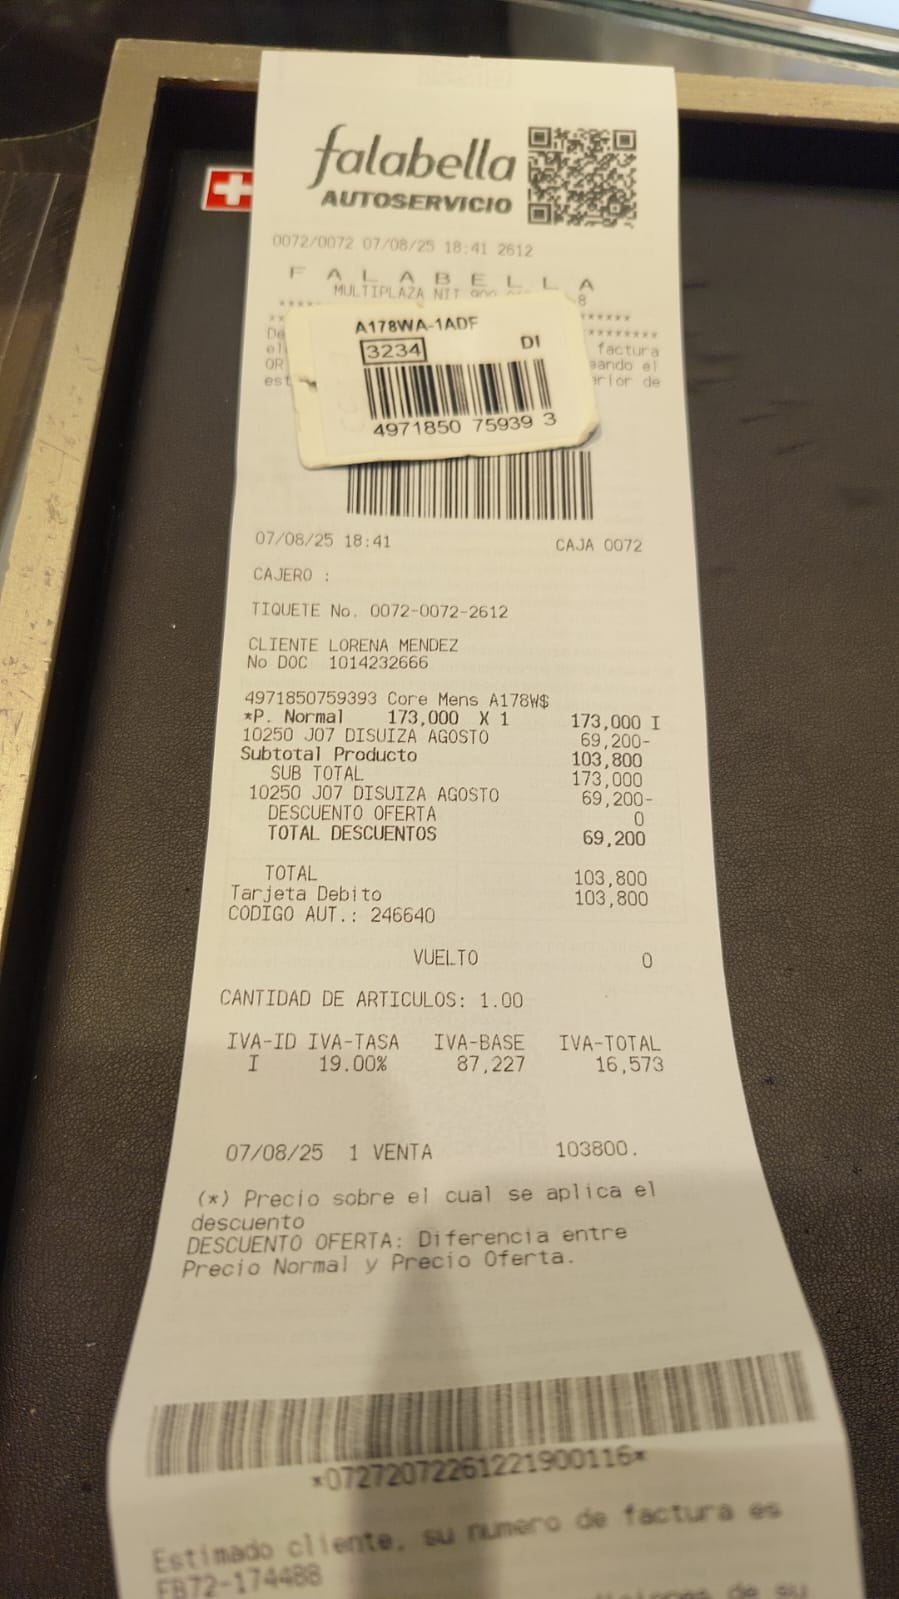 falabella
AUTOSERVICIO
0072/0072 07/08/25 18:41 2612
F A L A B E L L A
MULTIPLAZA NIT
A178WA-1ADF
3234 DI
factura
4971850 75939 3
07/08/25 18:41 CAJA 0072
CAJERO :
TIQUETE No. 0072-0072-2612
CLIENTE LORENA MENDEZ
No DOC 1014232666
4971850759393 Core Mens A178W$
*P. Normal 173,000 X 1 173,000 I
10250 J07 DISUIZA AGOSTO 69,200-
Subtotal Producto 103,800
SUB TOTAL 173,000
10250 J07 DISUIZA AGOSTO 69,200-
DESCUENTO OFERTA 0
TOTAL DESCUENTOS 69,200
TOTAL 103,800
Tarjeta Debito 103,800
CODIGO AUT.: 246640
VUELTO 0
CANTIDAD DE ARTICULOS: 1.00
IVA-ID IVA-TASA IVA-BASE IVA-TOTAL
I 19.00% 87,227 16,573
07/08/25 1 VENTA 103800.
(*) Precio sobre el cual se aplica el
descuento
DESCUENTO OFERTA: Diferencia entre
Precio Normal y Precio Oferta.
*07272072261221900116*
Estimado cliente, su numero de factura es
FB72-174488
de su